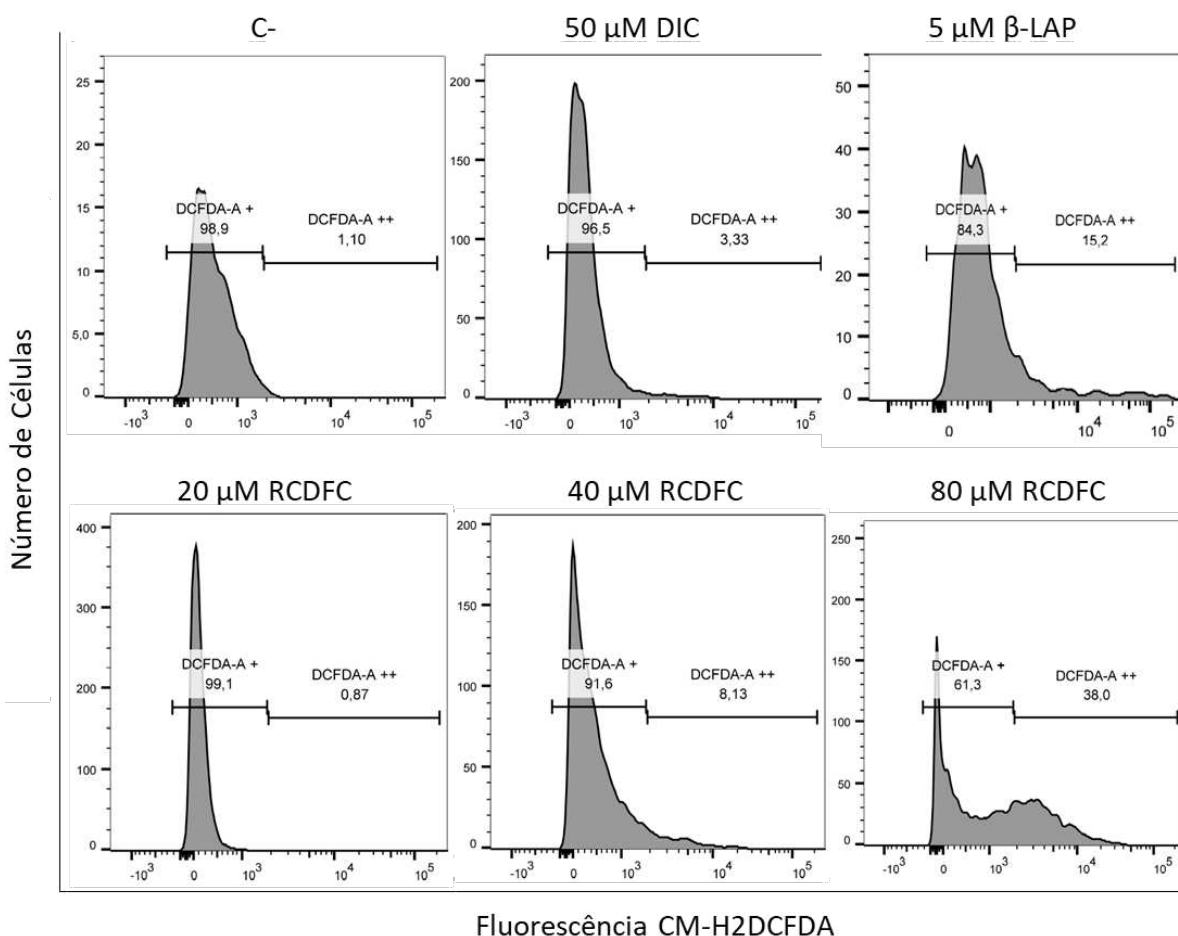 C-
50 µM DIC
5 µM β-LAP
25
20
15
10
5,0
0
DCFDA-A +
98,9
DCFDA-A ++
1,10
-10³ 0 10³ 10⁴ 10⁵
200
150
100
50
0
DCFDA-A +
96,5
DCFDA-A ++
3,33
-10³ 0 10³ 10⁴ 10⁵
50
40
30
20
10
0
DCFDA-A +
84,3
DCFDA-A ++
15,2
0 10⁴ 10⁵
Número de Células
20 µM RCDFC
40 µM RCDFC
80 µM RCDFC
400
300
200
100
0
DCFDA-A +
99,1
DCFDA-A ++
0,87
-10³ 0 10³ 10⁴ 10⁵
200
150
100
50
0
DCFDA-A +
91,6
DCFDA-A ++
8,13
-10³ 0 10³ 10⁴ 10⁵
250
200
150
100
50
0
DCFDA-A +
61,3
DCFDA-A ++
38,0
-10³ 0 10³ 10⁴ 10⁵
Fluorescência CM-H2DCFDA